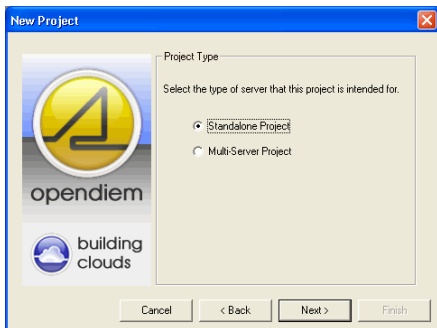 New Project
Project Type
Select the type of server that this project is intended for.
Standalone Project
Multi-Server Project
opendiem
building
clouds
Cancel
< Back
Next >
Finish